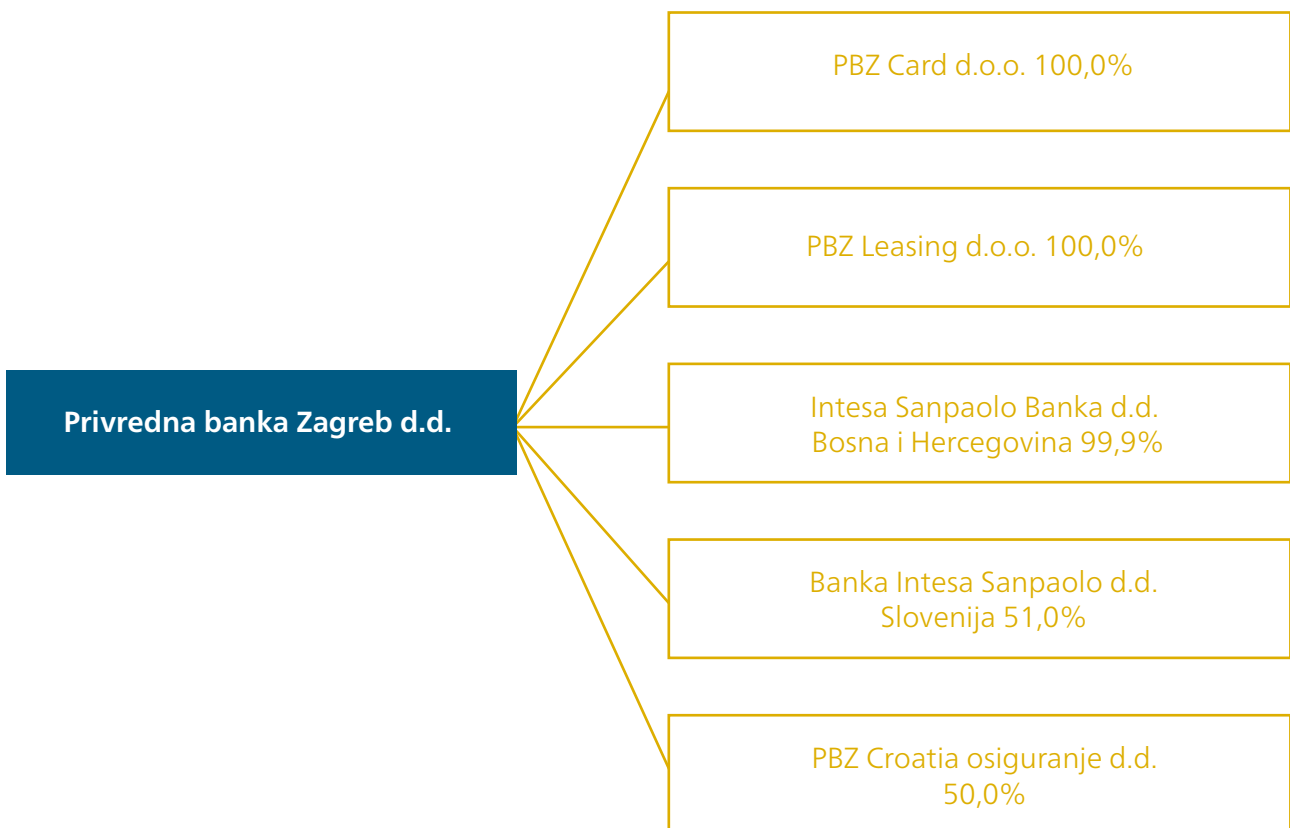 PBZ Card d.o.o. 100,0%
PBZ Leasing d.o.o. 100,0%
Privredna banka Zagreb d.d.
Intesa Sanpaolo Banka d.d.
Bosna i Hercegovina 99,9%
Banka Intesa Sanpaolo d.d.
Slovenija 51,0%
PBZ Croatia osiguranje d.d.
50,0%